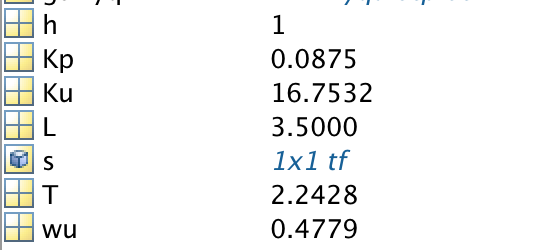 h 1
Kp 0.0875
Ku 16.7532
L 3.5000
s 1x1 tf
T 2.2428
wu 0.4779